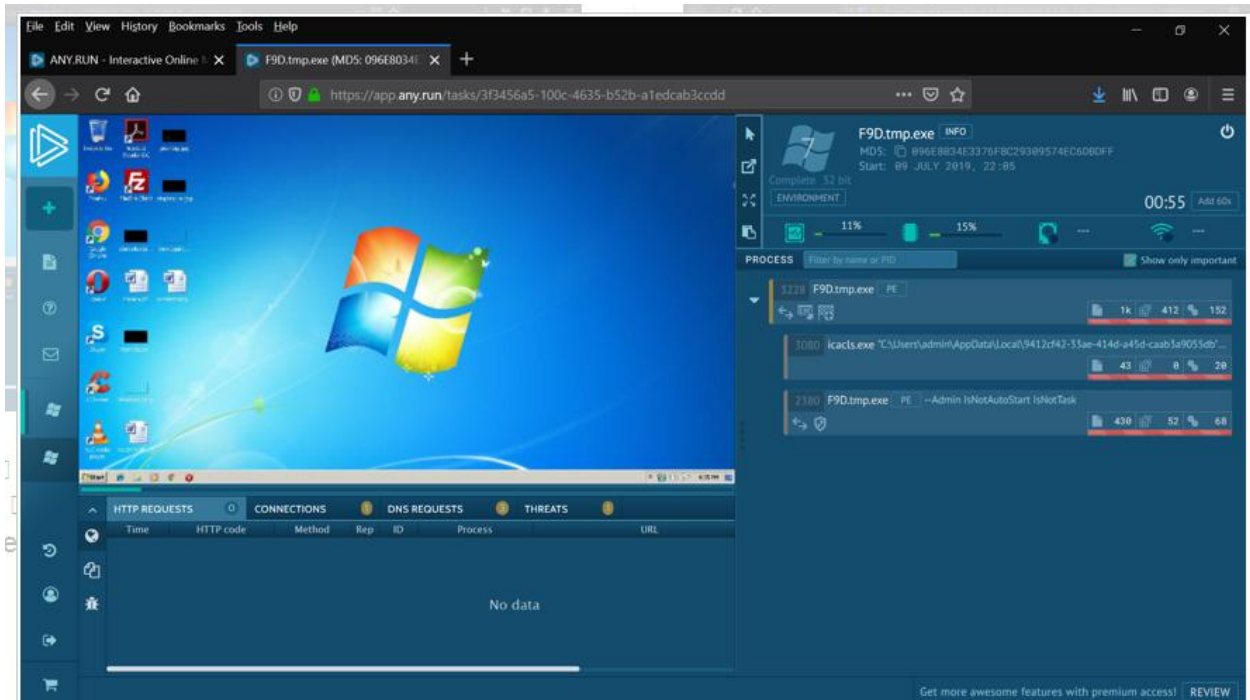 File Edit View History Bookmarks Tools Help
ANY.RUN - Interactive Online
F9D.tmp.exe (MD5: 096E8034E
https://app.any.run/tasks/3f3456a5-100c-4635-b52b-a1edcab3ccdd
F9D.tmp.exe INFO
MD5: 096E8034E3376F8C29309574EC6DBDFF
Start: 09 JULY 2019, 22:05
Complete 32 bit
ENVIRONMENT
00:55 Add 60s
11% 15% --- ---
PROCESS Filter by name or PID Show only important
3228 F9D.tmp.exe PE
1k 412 152
3080 icacls.exe "C:\Users\admin\AppData\Local\9412cf42-33ae-414d-a45d-caab3a9055db"...
43 0 20
2380 F9D.tmp.exe PE --Admin IsNotAutoStart IsNotTask
430 52 68
Start
HTTP REQUESTS 0 CONNECTIONS DNS REQUESTS 3 THREATS
Time HTTP code Method Rep ID Process URL
No data
Get more awesome features with premium access! REVIEW